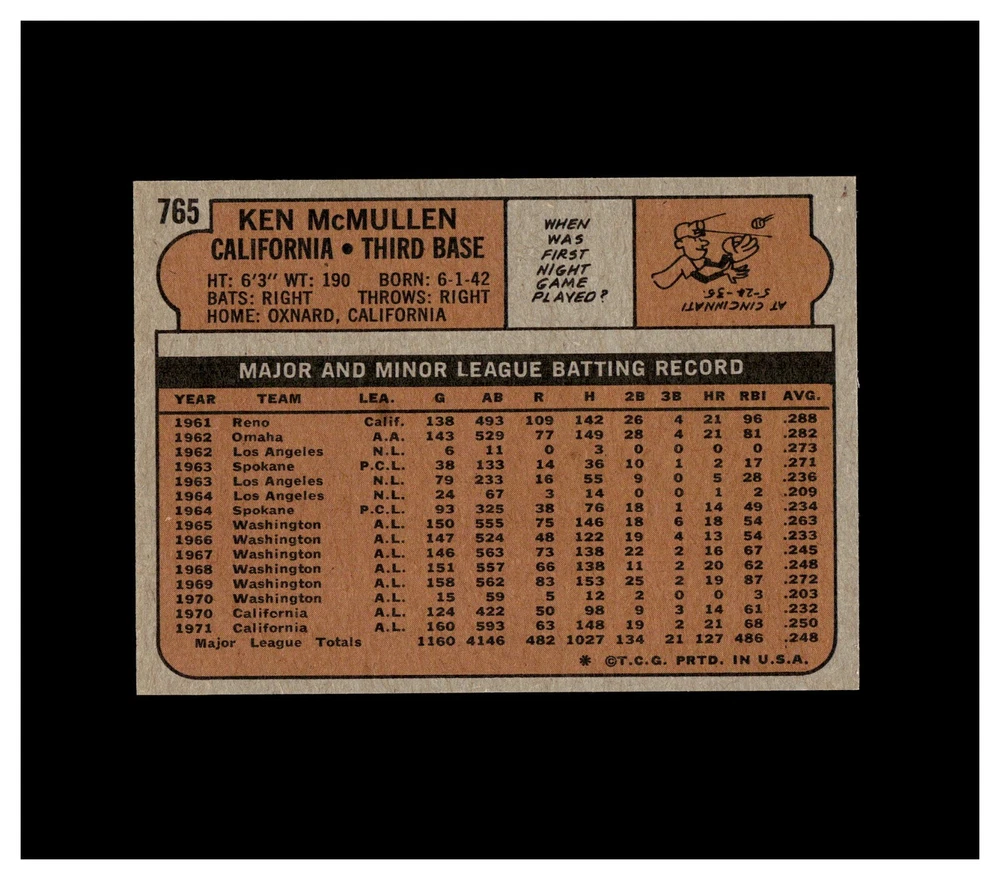 765
KEN McMULLEN
CALIFORNIA • THIRD BASE
HT: 6'3" WT: 190 BORN: 6-1-42
BATS: RIGHT THROWS: RIGHT
HOME: OXNARD, CALIFORNIA
WHEN
WAS
FIRST
NIGHT
GAME
PLAYED?
AT CINCINNATI
5-24-35.
MAJOR AND MINOR LEAGUE BATTING RECORD
YEAR TEAM LEA. G AB R H 2B 3B HR RBI AVG.
1961 Reno Calif. 138 493 109 142 26 4 21 96 .288
1962 Omaha A.A. 143 529 77 149 28 4 21 81 .282
1962 Los Angeles N.L. 6 11 0 3 0 0 0 0 .273
1963 Spokane P.C.L. 38 133 14 36 10 1 2 17 .271
1963 Los Angeles N.L. 79 233 16 55 9 0 5 28 .236
1964 Los Angeles N.L. 24 67 3 14 0 0 1 2 .209
1964 Spokane P.C.L. 93 325 38 76 18 1 14 49 .234
1965 Washington A.L. 150 555 75 146 18 6 18 54 .263
1966 Washington A.L. 147 524 48 122 19 4 13 54 .233
1967 Washington A.L. 146 563 73 138 22 2 16 67 .245
1968 Washington A.L. 151 557 66 138 11 2 20 62 .248
1969 Washington A.L. 158 562 83 153 25 2 19 87 .272
1970 Washington A.L. 15 59 5 12 2 0 0 3 .203
1970 California A.L. 124 422 50 98 9 3 14 61 .232
1971 California A.L. 160 593 63 148 19 2 21 68 .250
Major League Totals 1160 4146 482 1027 134 21 127 486 .248
* ©T.C.G. PRTD. IN U.S.A.